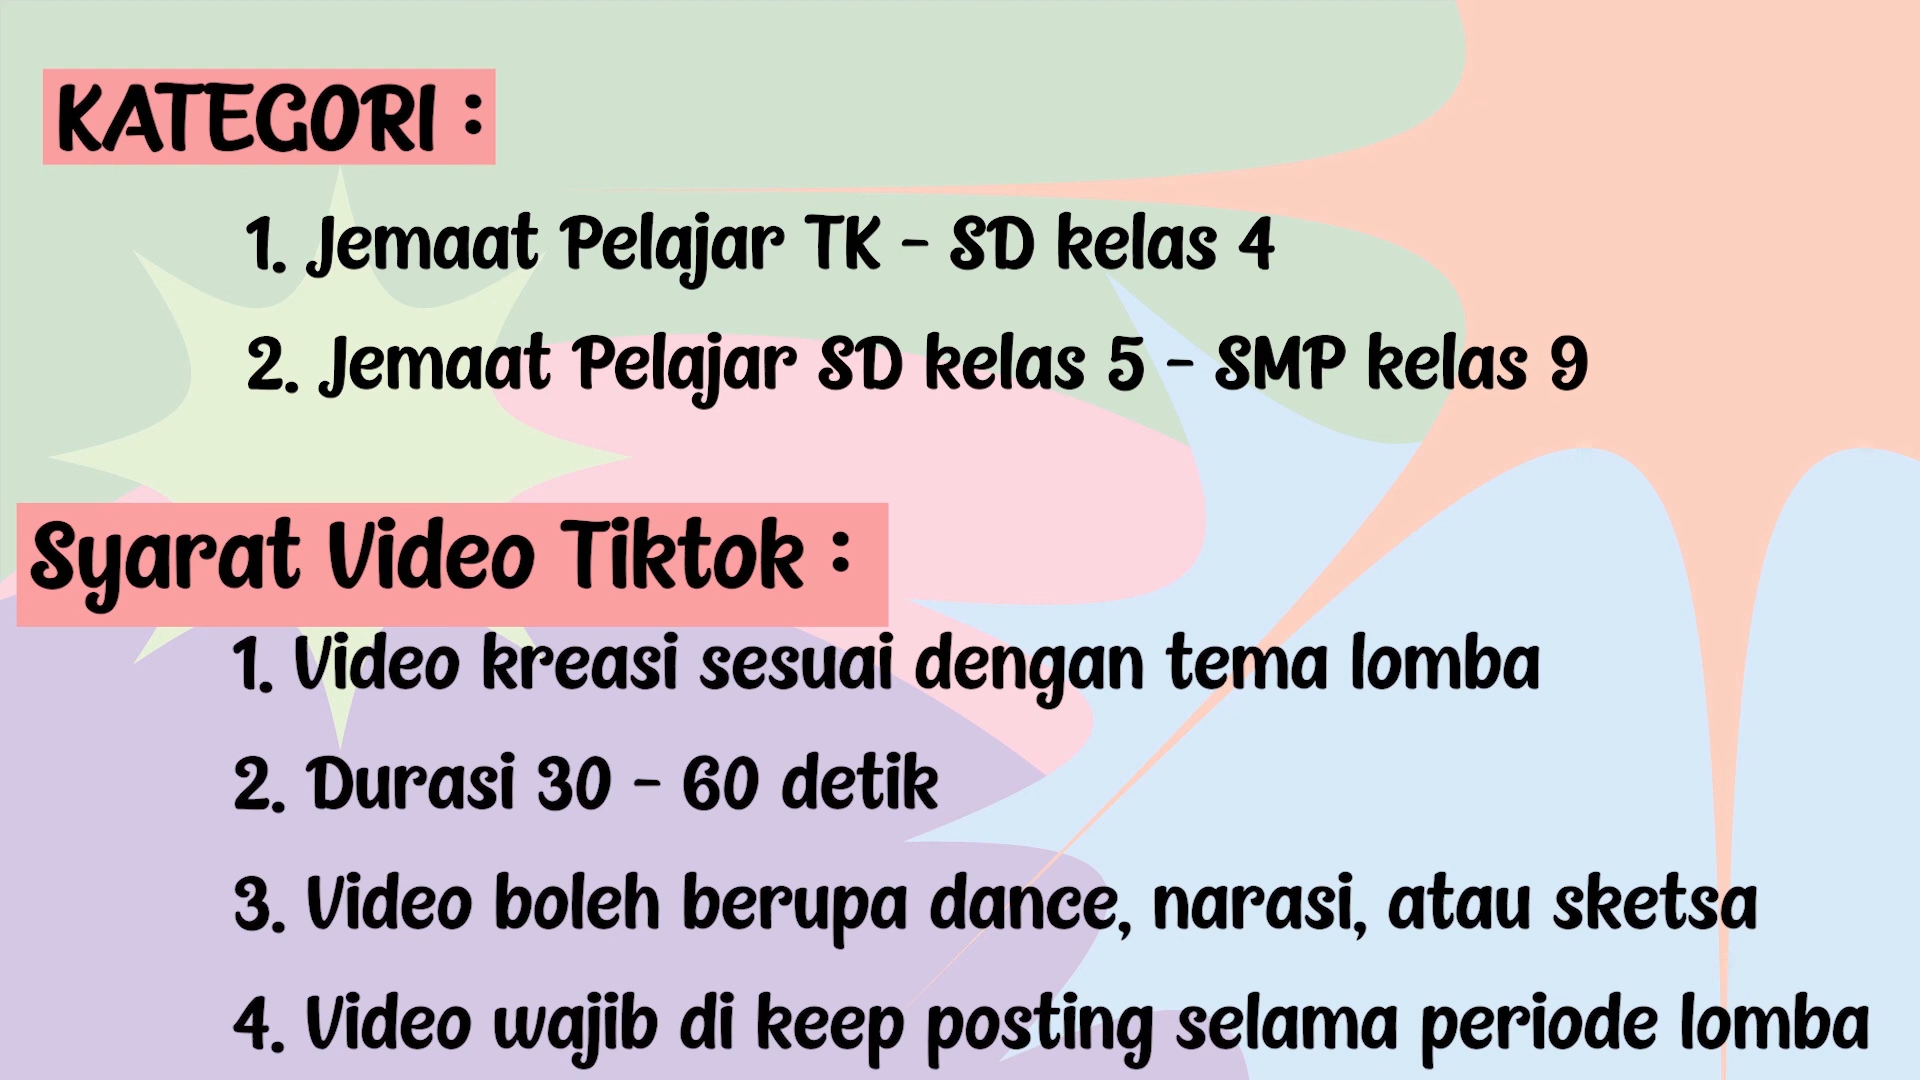 KATEGORI :
1. Jemaat Pelajar TK - SD kelas 4
2. Jemaat Pelajar SD kelas 5 - SMP kelas 9
Syarat Video Tiktok :
1. Video kreasi sesuai dengan tema lomba
2. Durasi 30 - 60 detik
3. Video boleh berupa dance, narasi, atau sketsa
4. Video wajib di keep posting selama periode lomba